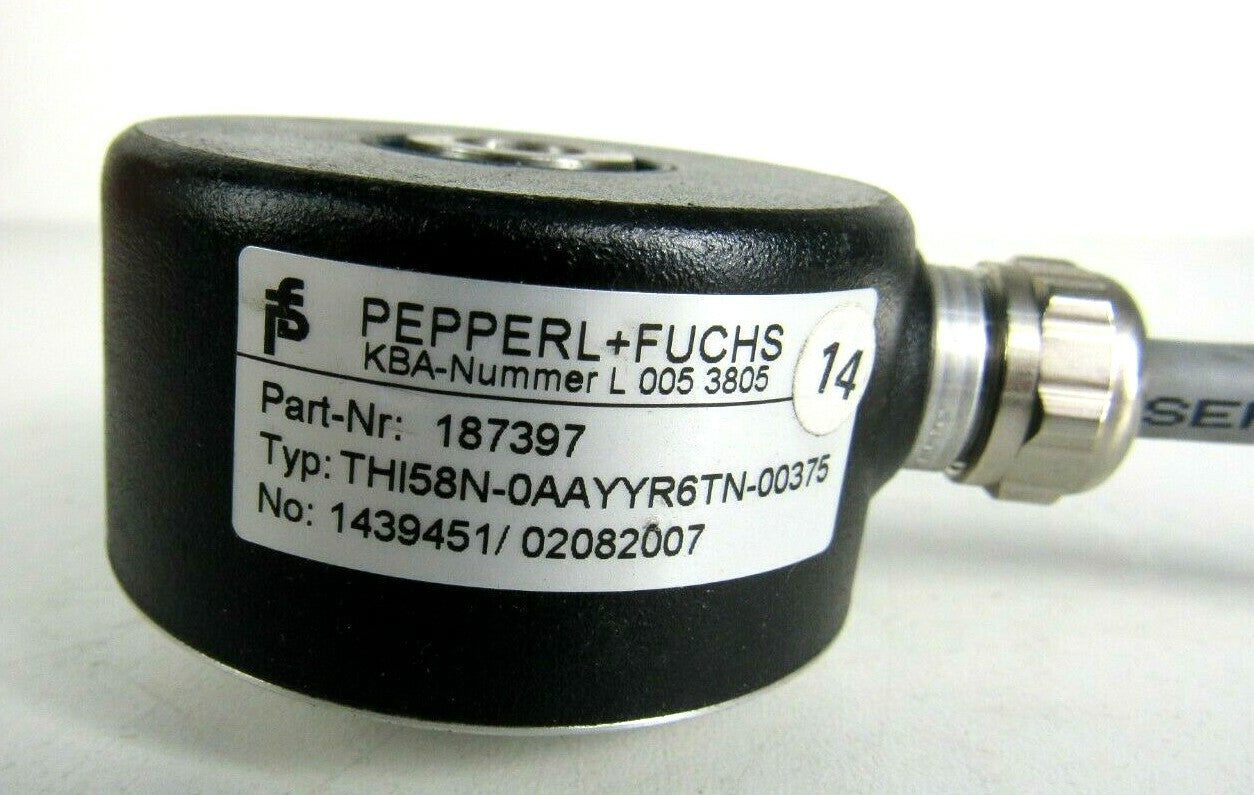 PEPPERL+FUCHS
KBA-Nummer L 005 3805
14
Part-Nr: 187397
Typ: THI58N-0AAYYR6TN-00375
No: 1439451/ 02082007